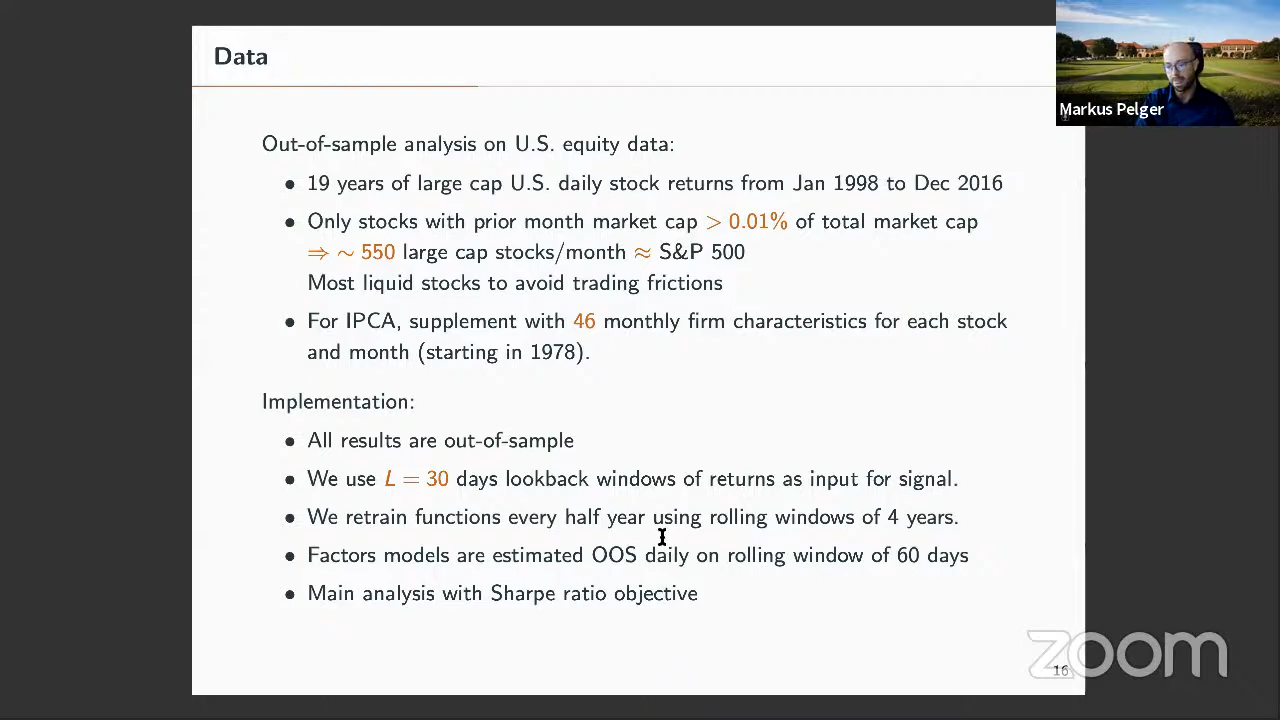 Data
Markus Pelger
Out-of-sample analysis on U.S. equity data:
• 19 years of large cap U.S. daily stock returns from Jan 1998 to Dec 2016
• Only stocks with prior month market cap > 0.01% of total market cap
⇒ ∼ 550 large cap stocks/month ≈ S&P 500
Most liquid stocks to avoid trading frictions
• For IPCA, supplement with 46 monthly firm characteristics for each stock
and month (starting in 1978).
Implementation:
• All results are out-of-sample
• We use L = 30 days lookback windows of returns as input for signal.
• We retrain functions every half year using rolling windows of 4 years.
• Factors models are estimated OOS daily on rolling window of 60 days
• Main analysis with Sharpe ratio objective
zoom
16